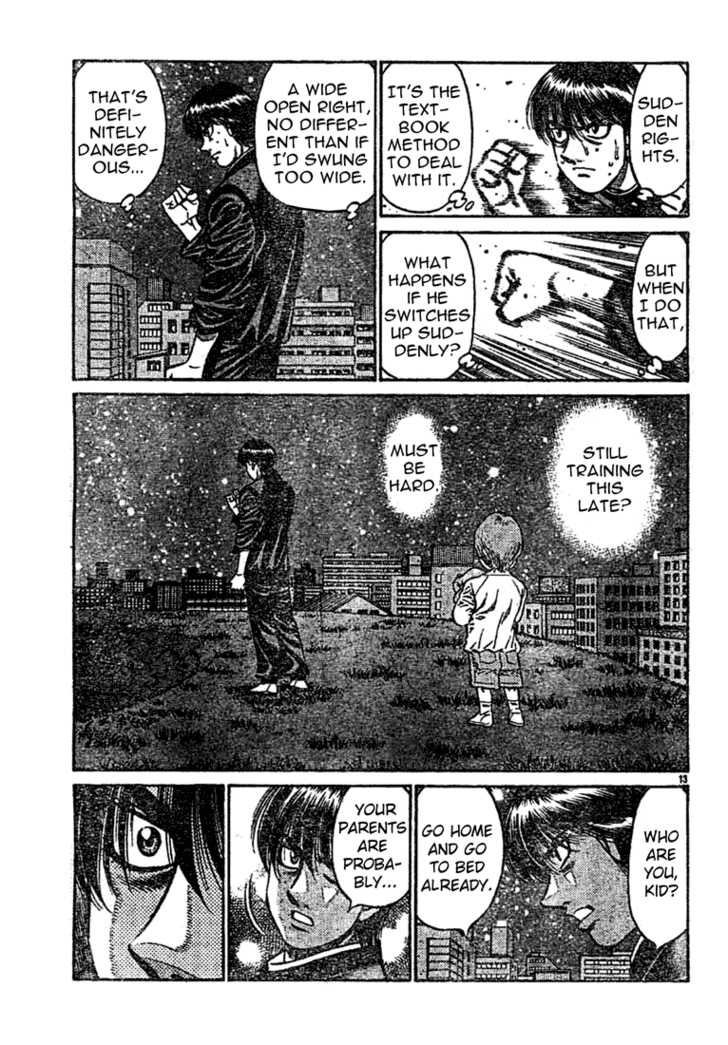 SUD-
DEN
RIG-
HTS.
IT'S THE
TEXT-
BOOK
METHOD
TO DEAL
WITH IT.
BUT
WHEN
I DO
THAT,
WHAT
HAPPENS
IF HE
SWITCHES
UP SUD-
DENLY?
A WIDE
OPEN RIGHT,
NO DIFFER-
ENT THAN IF
I'D SWUNG
TOO WIDE.
THAT'S
DEFI-
NITELY
DANGER-
OUS...
STILL
TRAINING
THIS
LATE?
MUST
BE
HARD.
13
WHO
ARE
YOU,
KID?
GO HOME
AND GO
TO BED
ALREADY.
YOUR
PARENTS
ARE
PROBA-
BLY...